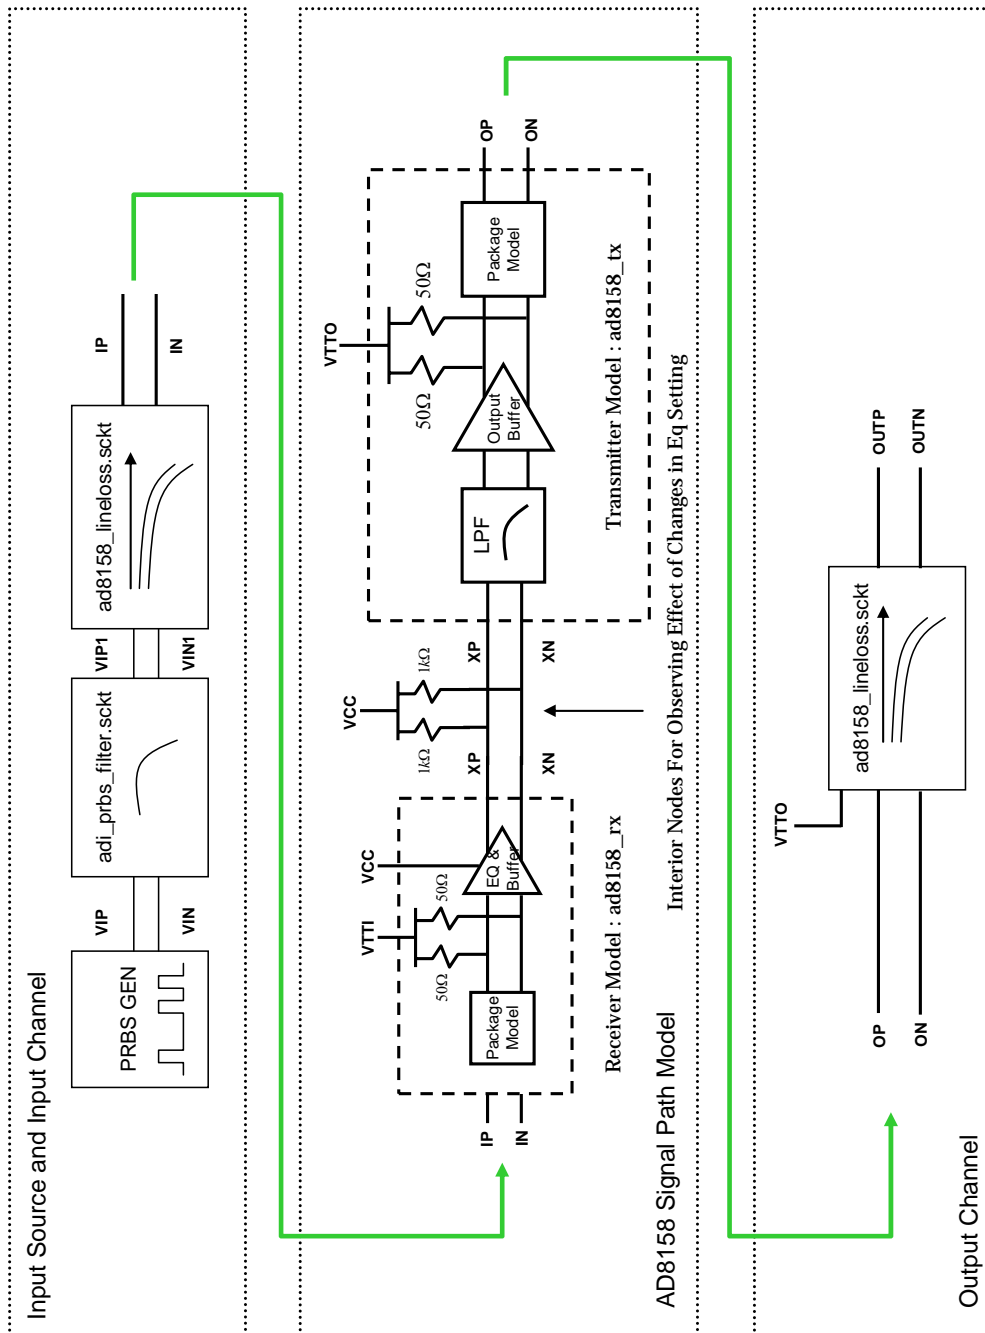 Input Source and Input Channel
PRBS GEN
VIP
VIN
adi_prbs_filter.sckt
VIP1
VIN1
ad8158_lineloss.sckt
IP
IN
AD8158 Signal Path Model
IP
IN
Receiver Model : ad8158_rx
Package
Model
VTTI
50Ω
50Ω
VCC
EQ &
Buffer
XP
XN
VCC
1kΩ
1kΩ
XP
XN
Interior Nodes For Observing Effect of Changes in Eq Setting
Transmitter Model : ad8158_tx
LPF
Output
Buffer
VTTO
50Ω
50Ω
Package
Model
OP
ON
Output Channel
OP
ON
VTTO
ad8158_lineloss.sckt
OUTP
OUTN